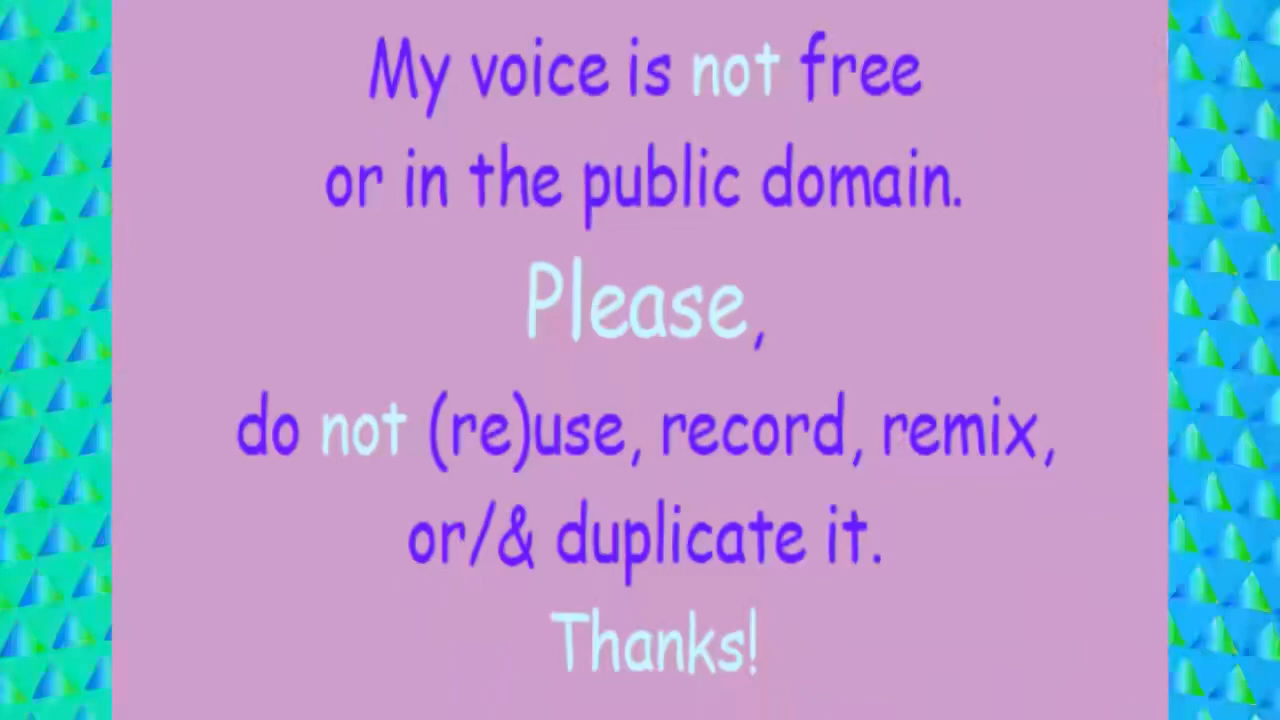 My voice is not free
or in the public domain.
Please,
do not (re)use, record, remix,
or/& duplicate it.
Thanks!